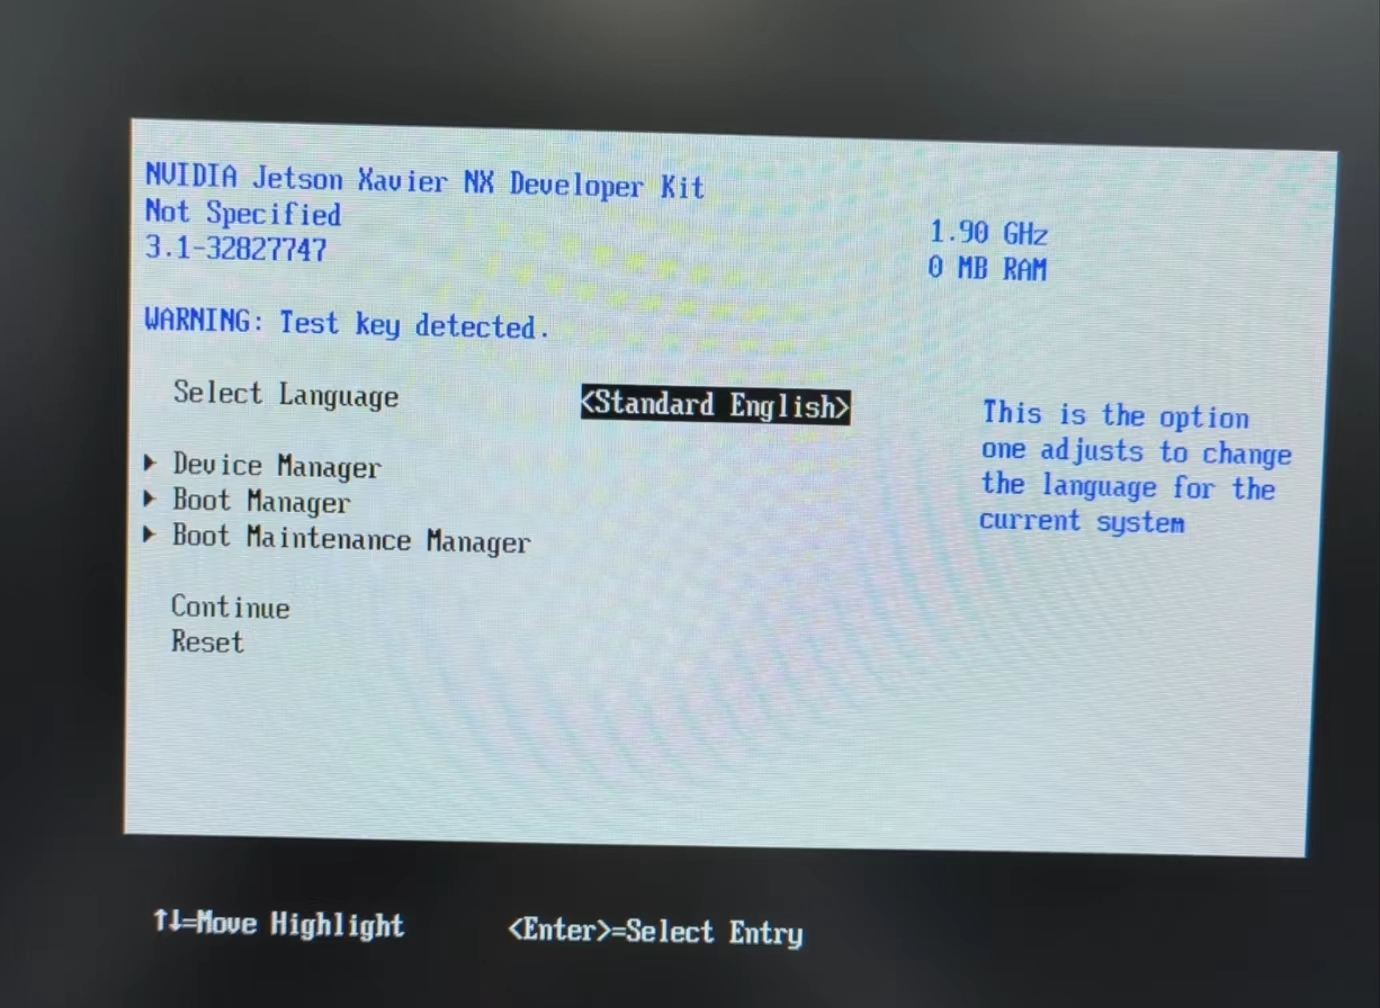 NVIDIA Jetson Xavier NX Developer Kit
Not Specified
1.90 GHz
3.1-32827747
0 MB RAM
WARNING: Test key detected.
Select Language
<Standard English>
This is the option
one adjusts to change
the language for the
current system
Device Manager
Boot Manager
Boot Maintenance Manager
Continue
Reset
↑↓=Move Highlight
<Enter>=Select Entry